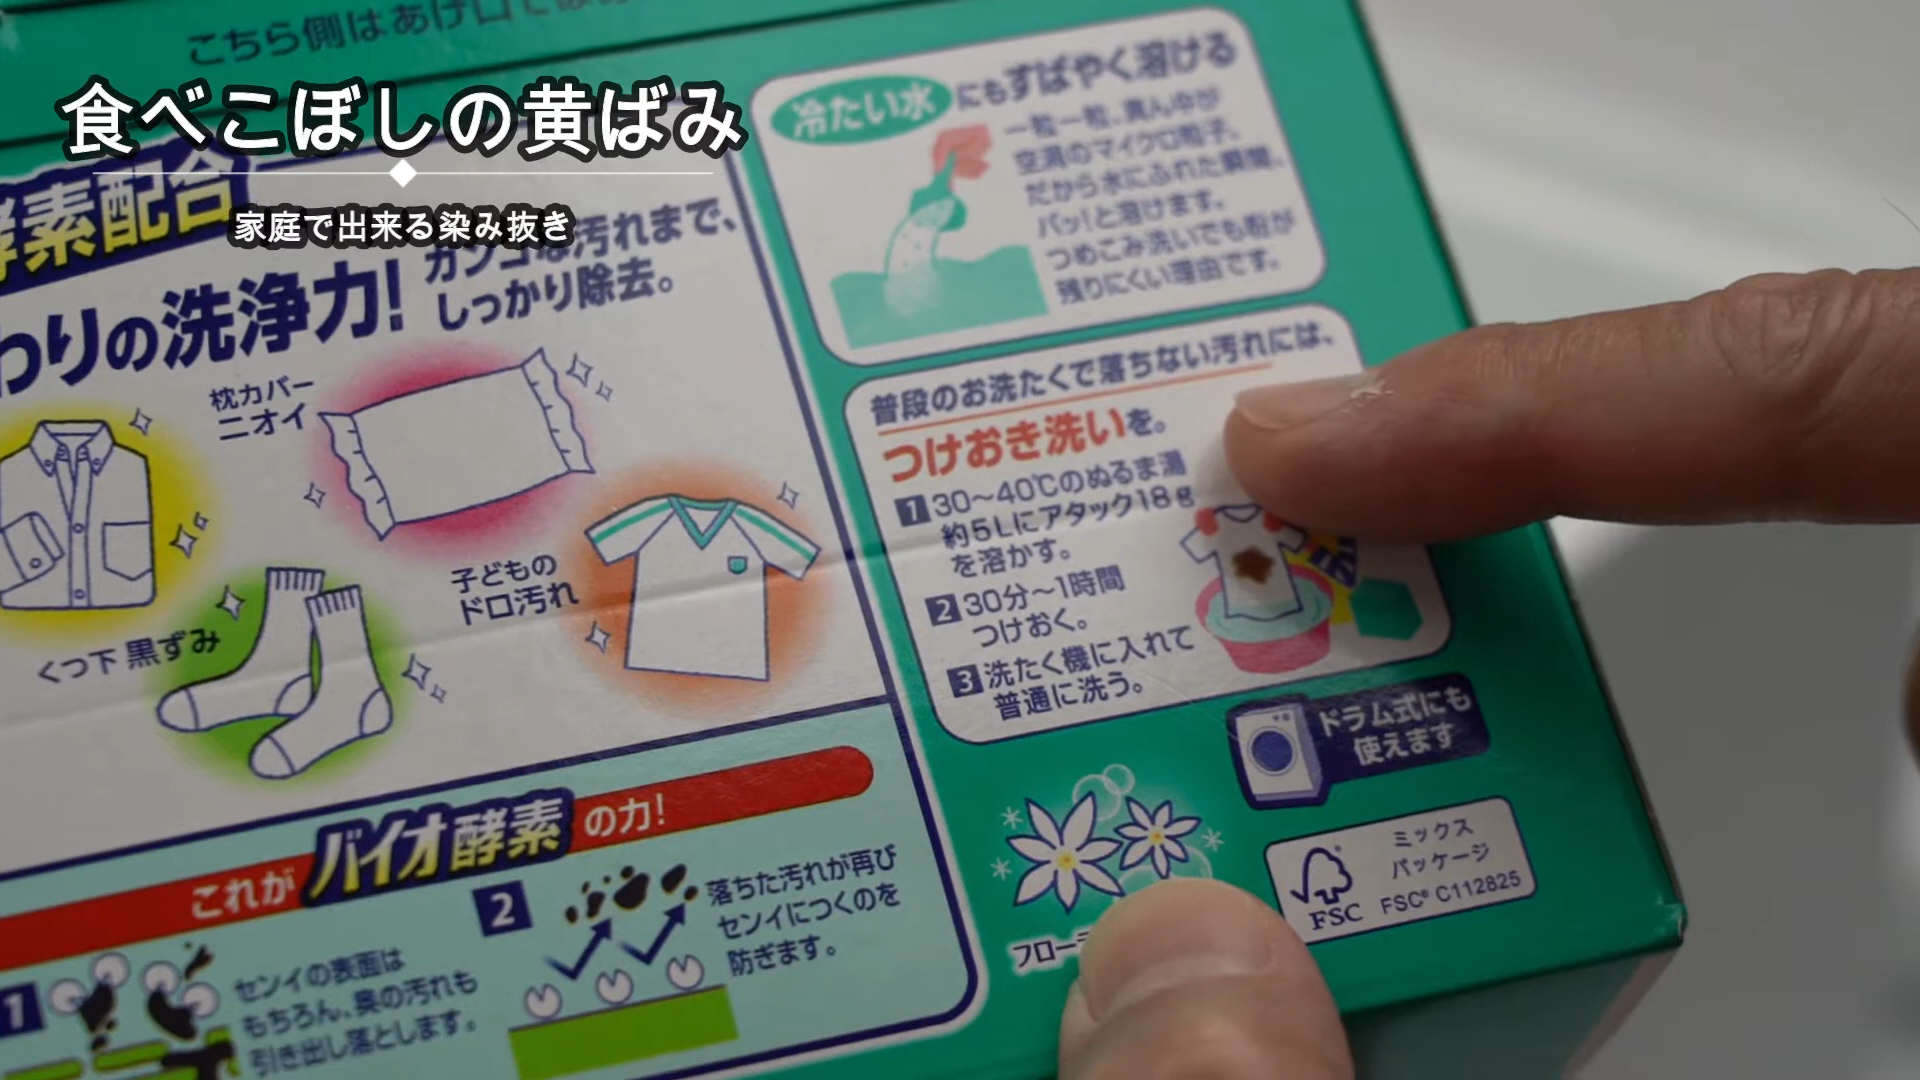 こちら側はあけ口では
食べこぼしの黄ばみ
家庭で出来る染み抜き
酵素配合
わりの洗浄力!
ガンコな汚れまで、
しっかり除去。
枕カバー
ニオイ
くつ下 黒ずみ
子どもの
ドロ汚れ
冷たい水にもすばやく溶ける
一粒一粒、真ん中が
空洞のマイクロ粒子、
だから水にふれた瞬間、
パッ!と溶けます。
つめこみ洗いでも粉が
残りにくい理由です。
普段のお洗たくで落ちない汚れには、
つけおき洗いを。
1 30〜40℃のぬるま湯
約5Lにアタック18g
を溶かす。
2 30分〜1時間
つけおく。
3 洗たく機に入れて
普通に洗う。
ドラム式にも
使えます
これがバイオ酵素の力!
1 センイの表面は
もちろん、奥の汚れも
引き出し落とします。
2 落ちた汚れが再び
センイにつくのを
防ぎます。
フロー
ミックス
パッケージ
FSC FSC® C112825